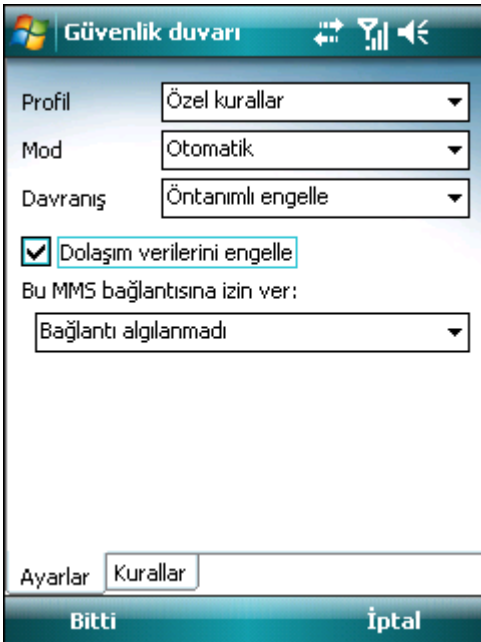 Güvenlik duvarı
Profil Özel kurallar
Mod Otomatik
Davranış Öntanımlı engelle
Dolaşım verilerini engelle
Bu MMS bağlantısına izin ver:
Bağlantı algılanmadı
Ayarlar Kurallar
Bitti İptal